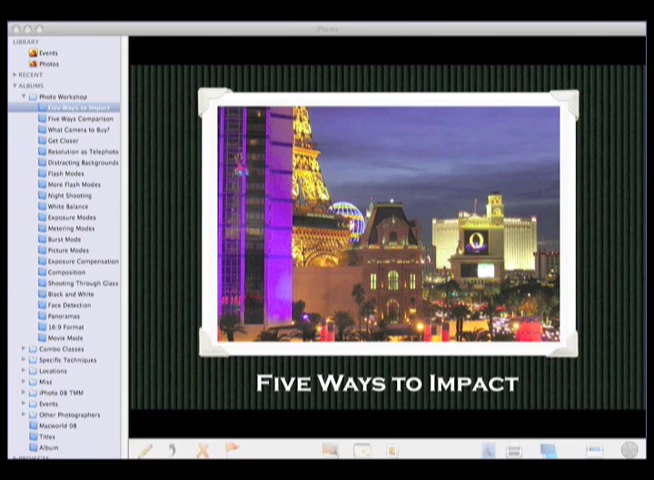 iPhoto
LIBRARY
Events
Photos
RECENT
ALBUMS
Photo Workshop
Five Ways to Impact
Five Ways Comparison
What Camera to Buy?
Get Closer
Resolution as Telephoto
Distracting Backgrounds
Flash Modes
More Flash Modes
Night Shooting
White Balance
Exposure Modes
Metering Modes
Burst Mode
Picture Modes
Exposure Compensation
Composition
Shooting Through Glass
Black and White
Face Detection
Panoramas
16:9 Format
Movie Mode
Combo Classes
Specific Techniques
Locations
Misc
iPhoto 08 TMM
Events
Other Photographers
Macworld 08
Titles
Album
PROJECTS
O
FIVE WAYS TO IMPACT